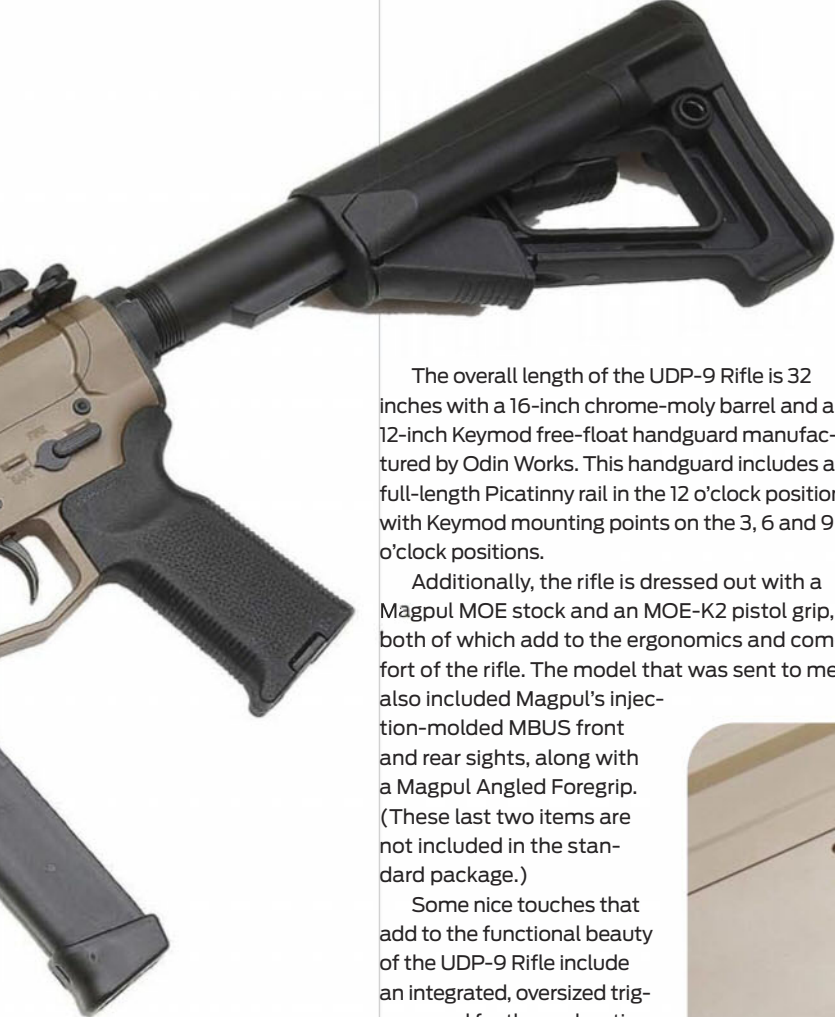 The overall length of the UDP-9 Rifle is 32
inches with a 16-inch chrome-moly barrel and a
12-inch Keymod free-float handguard manufac-
tured by Odin Works. This handguard includes a
full-length Picatinny rail in the 12 o’clock position
with Keymod mounting points on the 3, 6 and 9
o’clock positions.
Additionally, the rifle is dressed out with a
Magpul MOE stock and an MOE-K2 pistol grip,
both of which add to the ergonomics and com
fort of the rifle. The model that was sent to me
also included Magpul’s injec-
tion-molded MBUS front
and rear sights, along with
a Magpul Angled Foregrip.
(These last two items are
not included in the stan-
dard package.)
Some nice touches that
add to the functional beauty
of the UDP-9 Rifle include
an integrated, oversized trig-